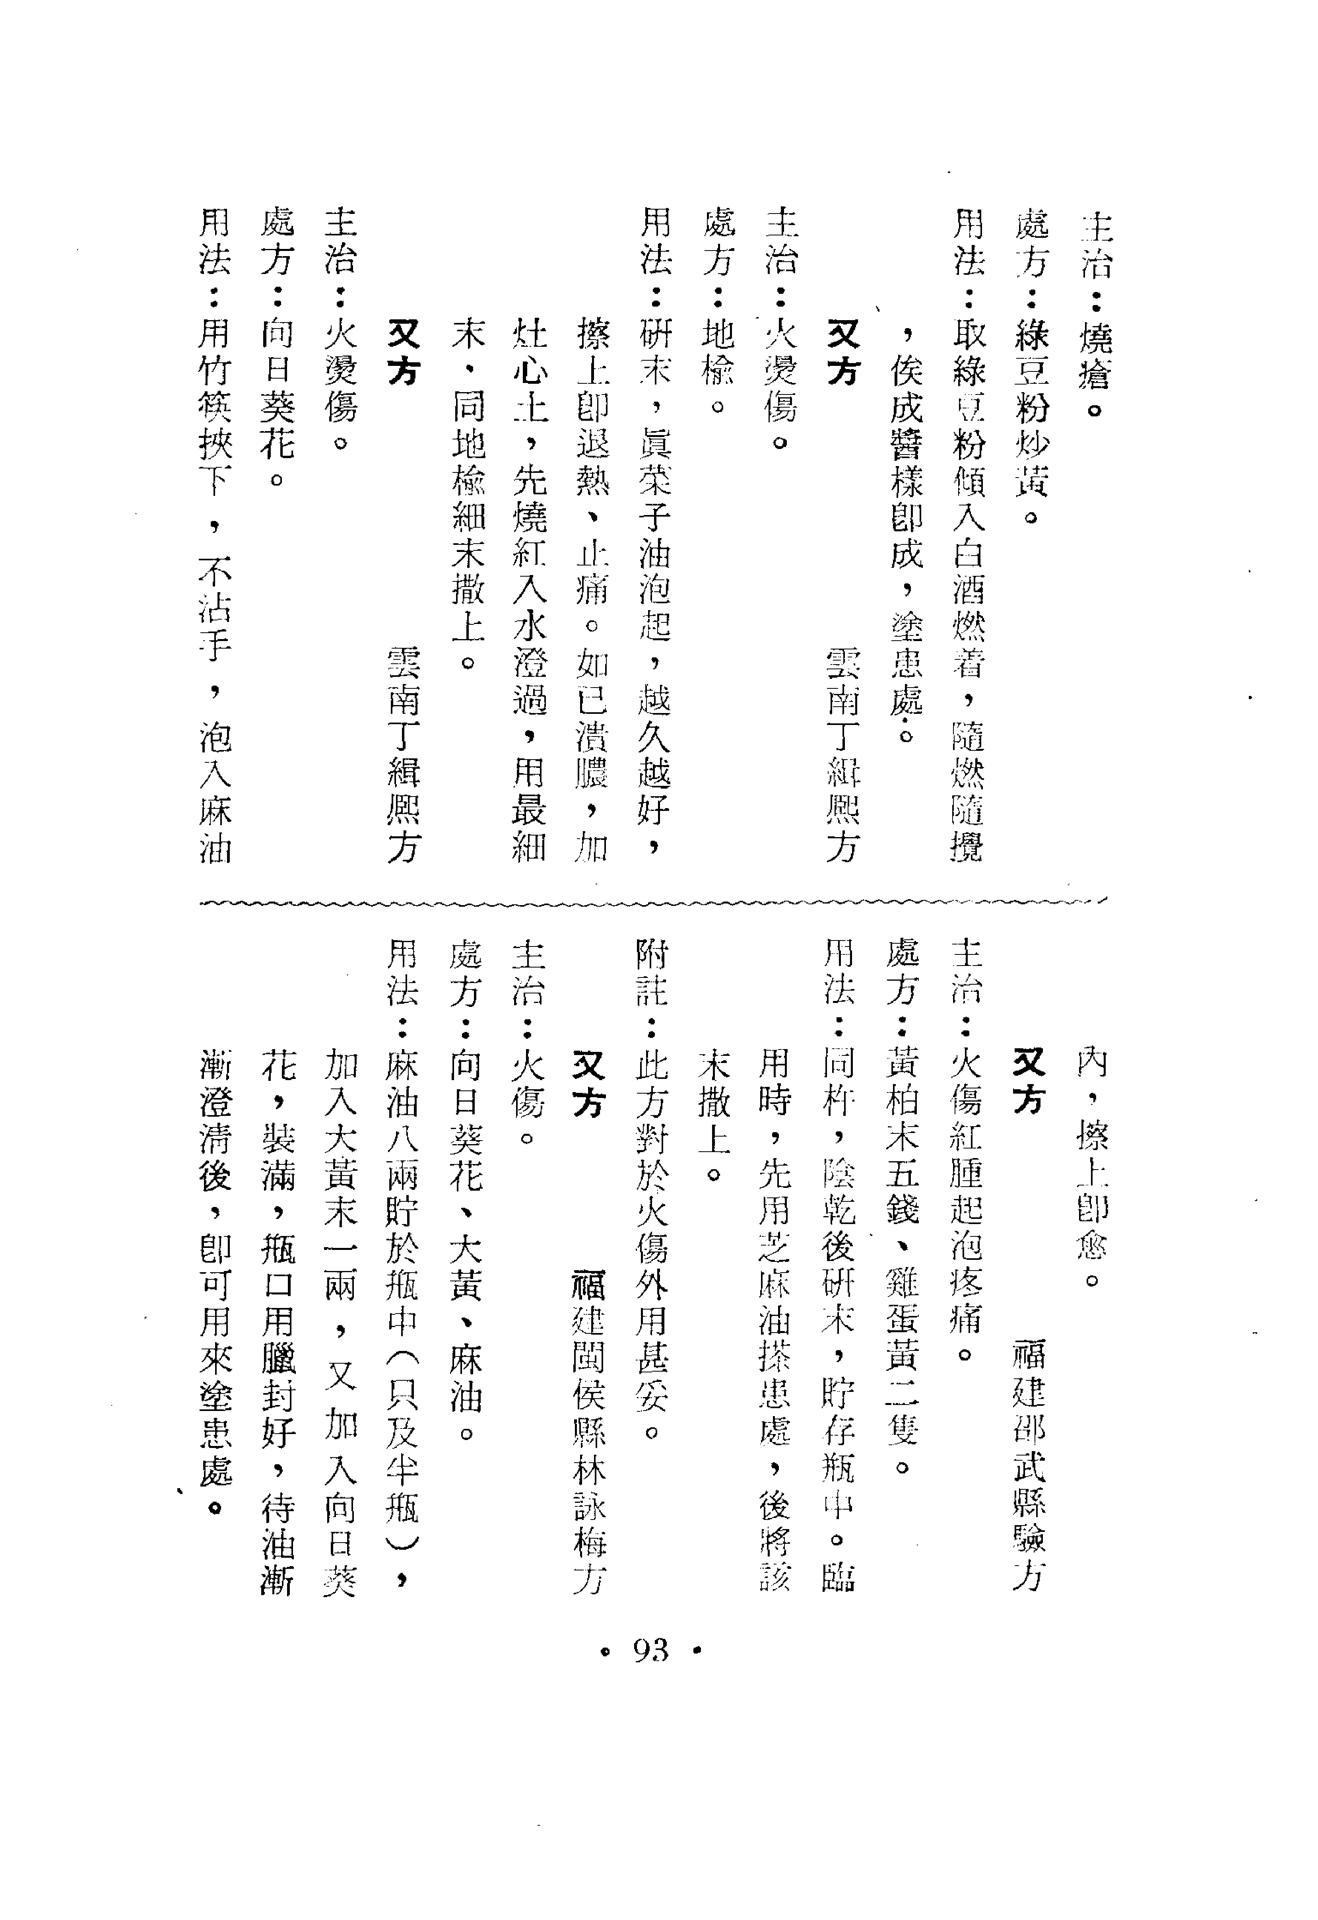 主治：燒瘡。
處方：綠豆粉炒黃。
用法：取綠豆粉傾入白酒燃着，隨燃隨攪
，俟成醬樣卽成，塗患處。
又方　雲南丁緝熙方
主治：火燙傷。
處方：地榆。
用法：硏末，眞菜子油泡起，越久越好，
擦上卽退熱、止痛。如已潰膿，加
灶心土，先燒紅入水澄過，用最細
末、同地榆細末撒上。
又方　雲南丁緝熙方
主治：火燙傷。
處方：向日葵花。
用法：用竹筷挾下，不沾手，泡入麻油
內，擦上卽愈。
又方　福建邵武縣驗方
主治：火傷紅腫起泡疼痛。
處方：黃柏末五錢、雞蛋黃二隻。
用法：同杵，陰乾後硏末，貯存瓶中。臨
用時，先用芝麻油搽患處，後將該
末撒上。
附註：此方對於火傷外用甚妥。
又方　福建閩侯縣林詠梅方
主治：火傷。
處方：向日葵花、大黃、麻油。
用法：麻油八兩貯於瓶中（只及半瓶），
加入大黃末一兩，又加入向日葵
花，裝滿，瓶口用臘封好，待油漸
漸澄清後，卽可用來塗患處。
• 93 •